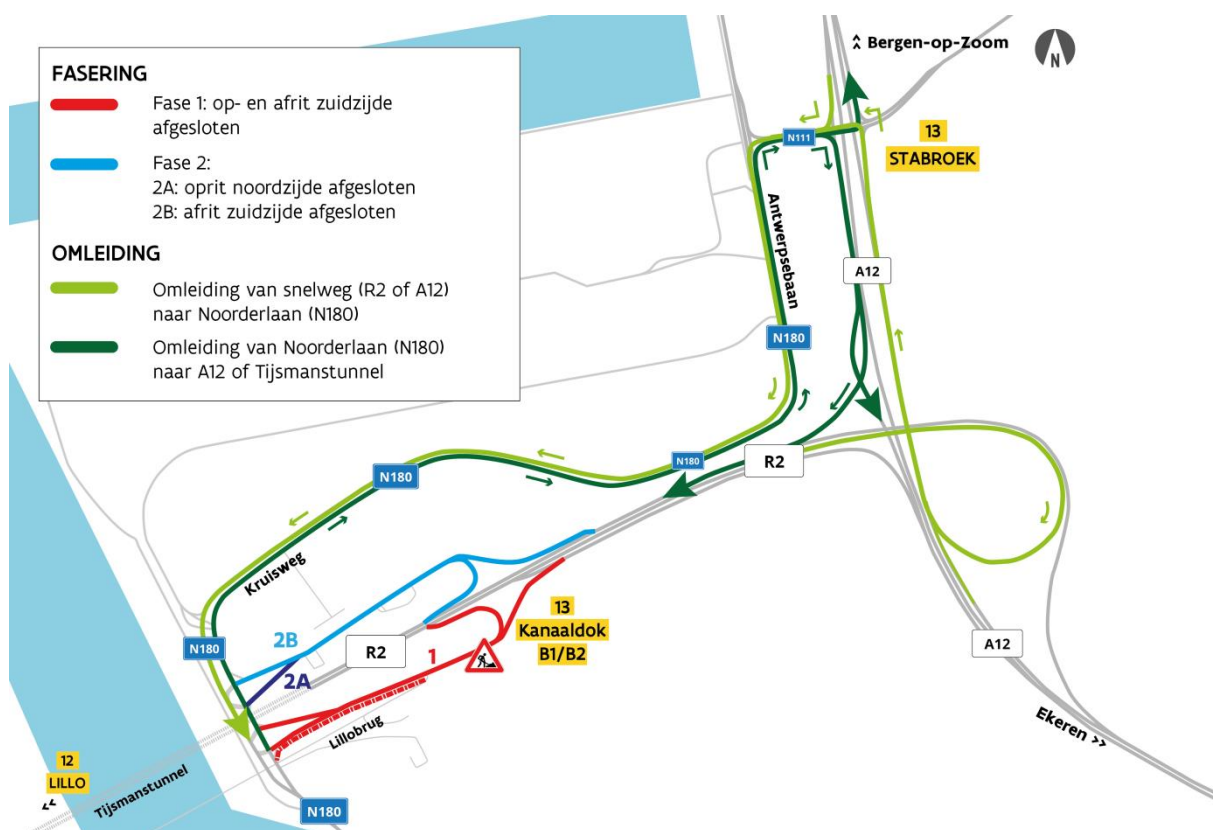 FASERING
Fase 1: op- en afrit zuidzijde
afgesloten
Fase 2:
2A: oprit noordzijde afgesloten
2B: afrit zuidzijde afgesloten
OMLEIDING
Omleiding van snelweg (R2 of A12)
naar Noorderlaan (N180)
Omleiding van Noorderlaan (N180)
naar A12 of Tijsmanstunnel
Bergen-op-Zoom
N
N111
13
STABROEK
Antwerpsebaan
A12
N180
N180
R2
N180
Kruisweg
13
Kanaaldok
B1/B2
N180
2B
R2
1
2A
A12
Lillobrug
Ekeren >>
12
LILLO
<<
Tijsmanstunnel
N180